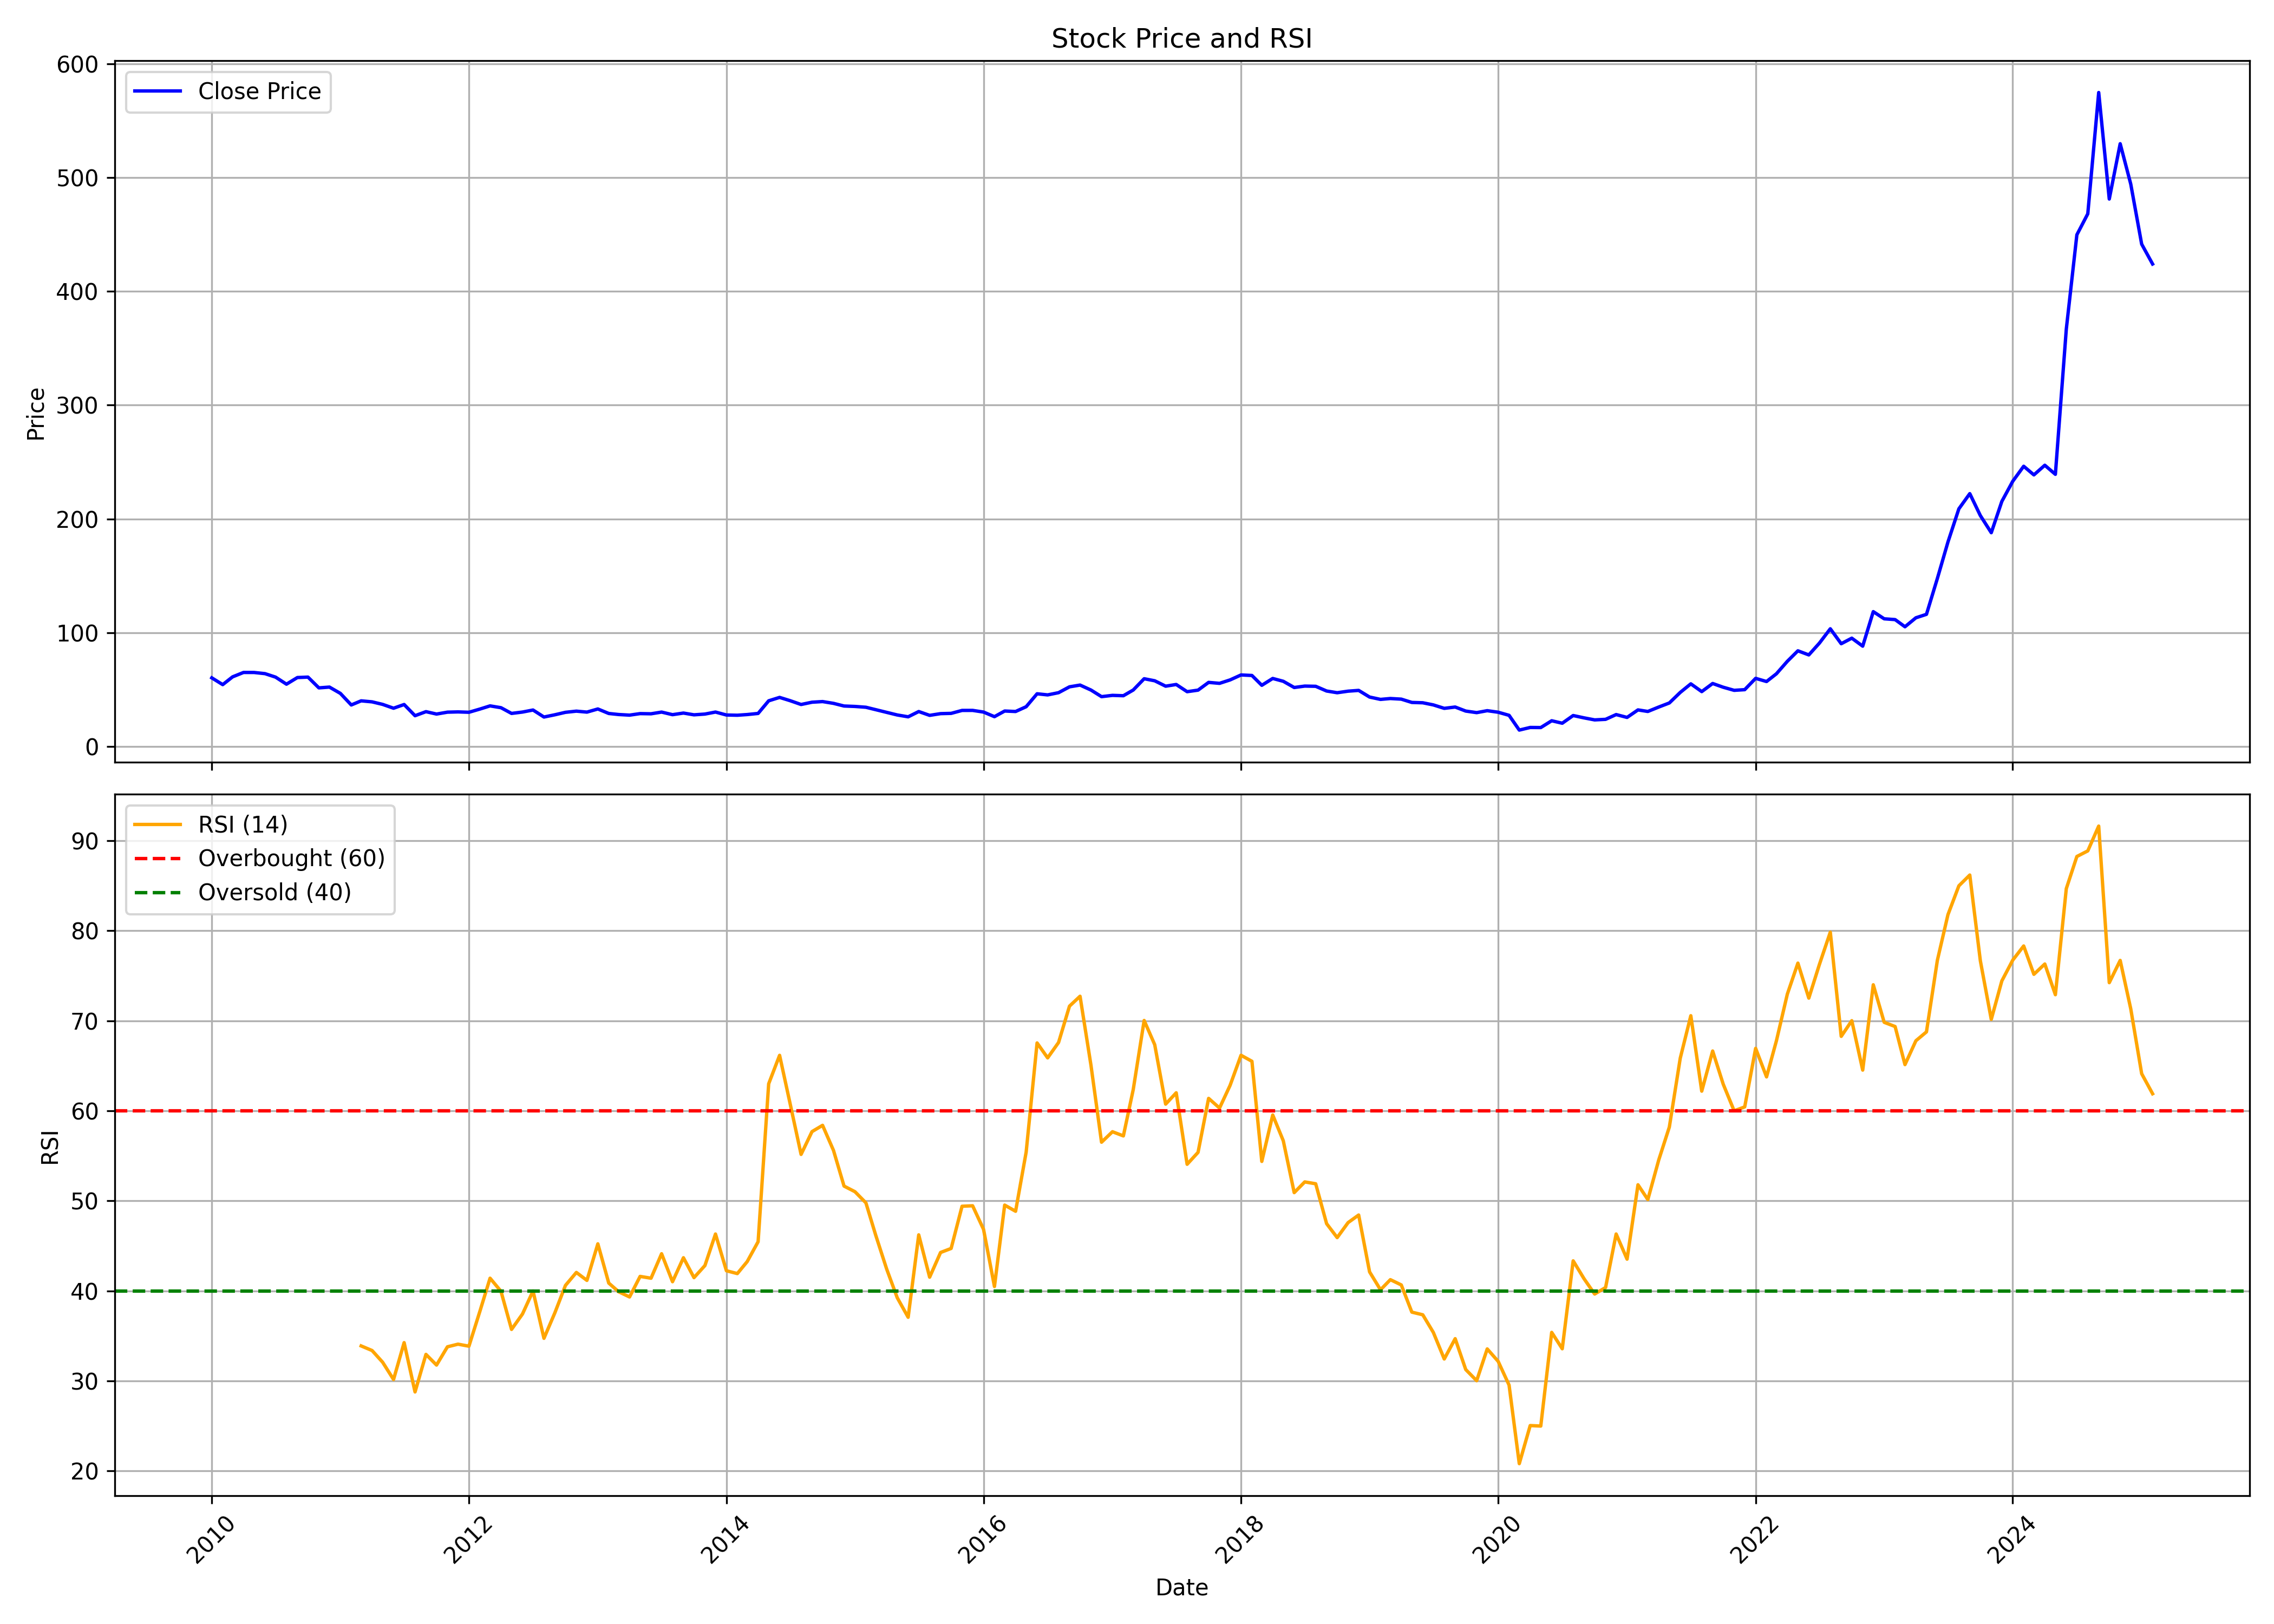 Stock Price and RSI
Close Price
600
500
400
300
200
100
0
Price
RSI (14)
Overbought (60)
Oversold (40)
90
80
70
60
50
40
30
20
RSI
2010
2012
2014
2016
2018
2020
2022
2024
Date